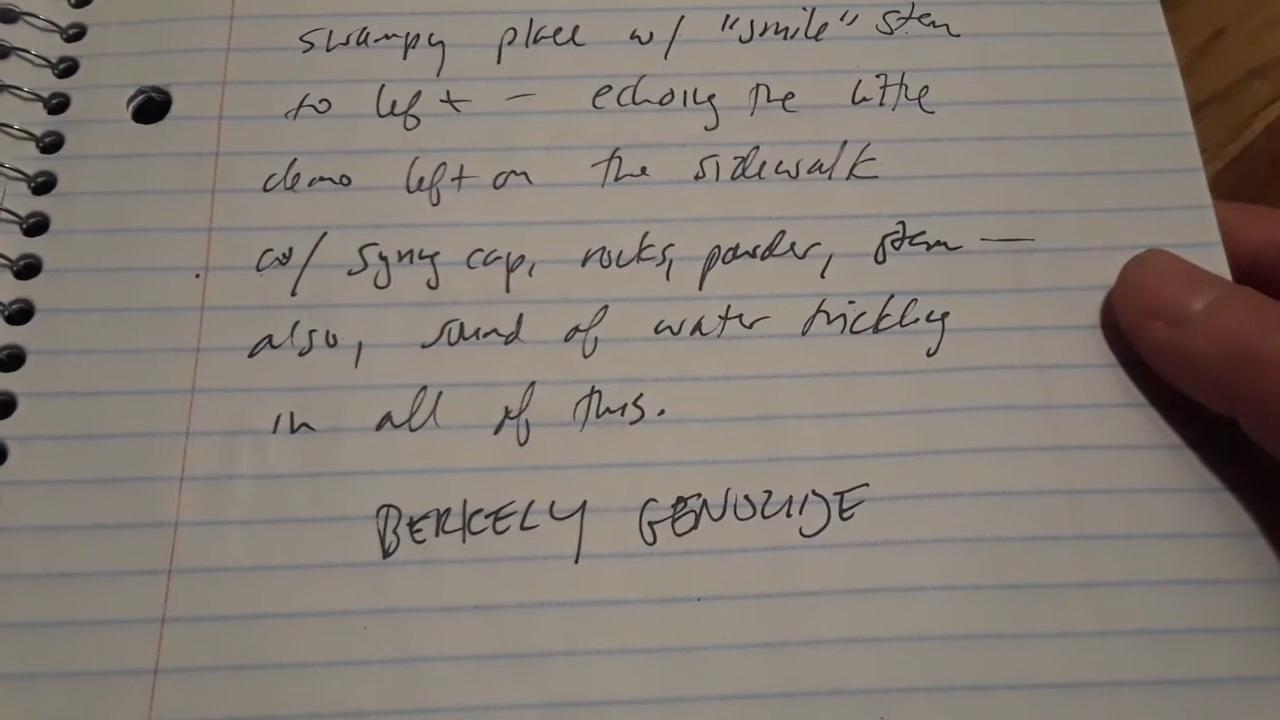 swampy place w/ "smile" stem
to left — echoing the little
demo left on the sidewalk
w/ syng cap, rocks, powder, stem —
also, sound of water trickling
in all of this.
BERKELY GENOCIDE